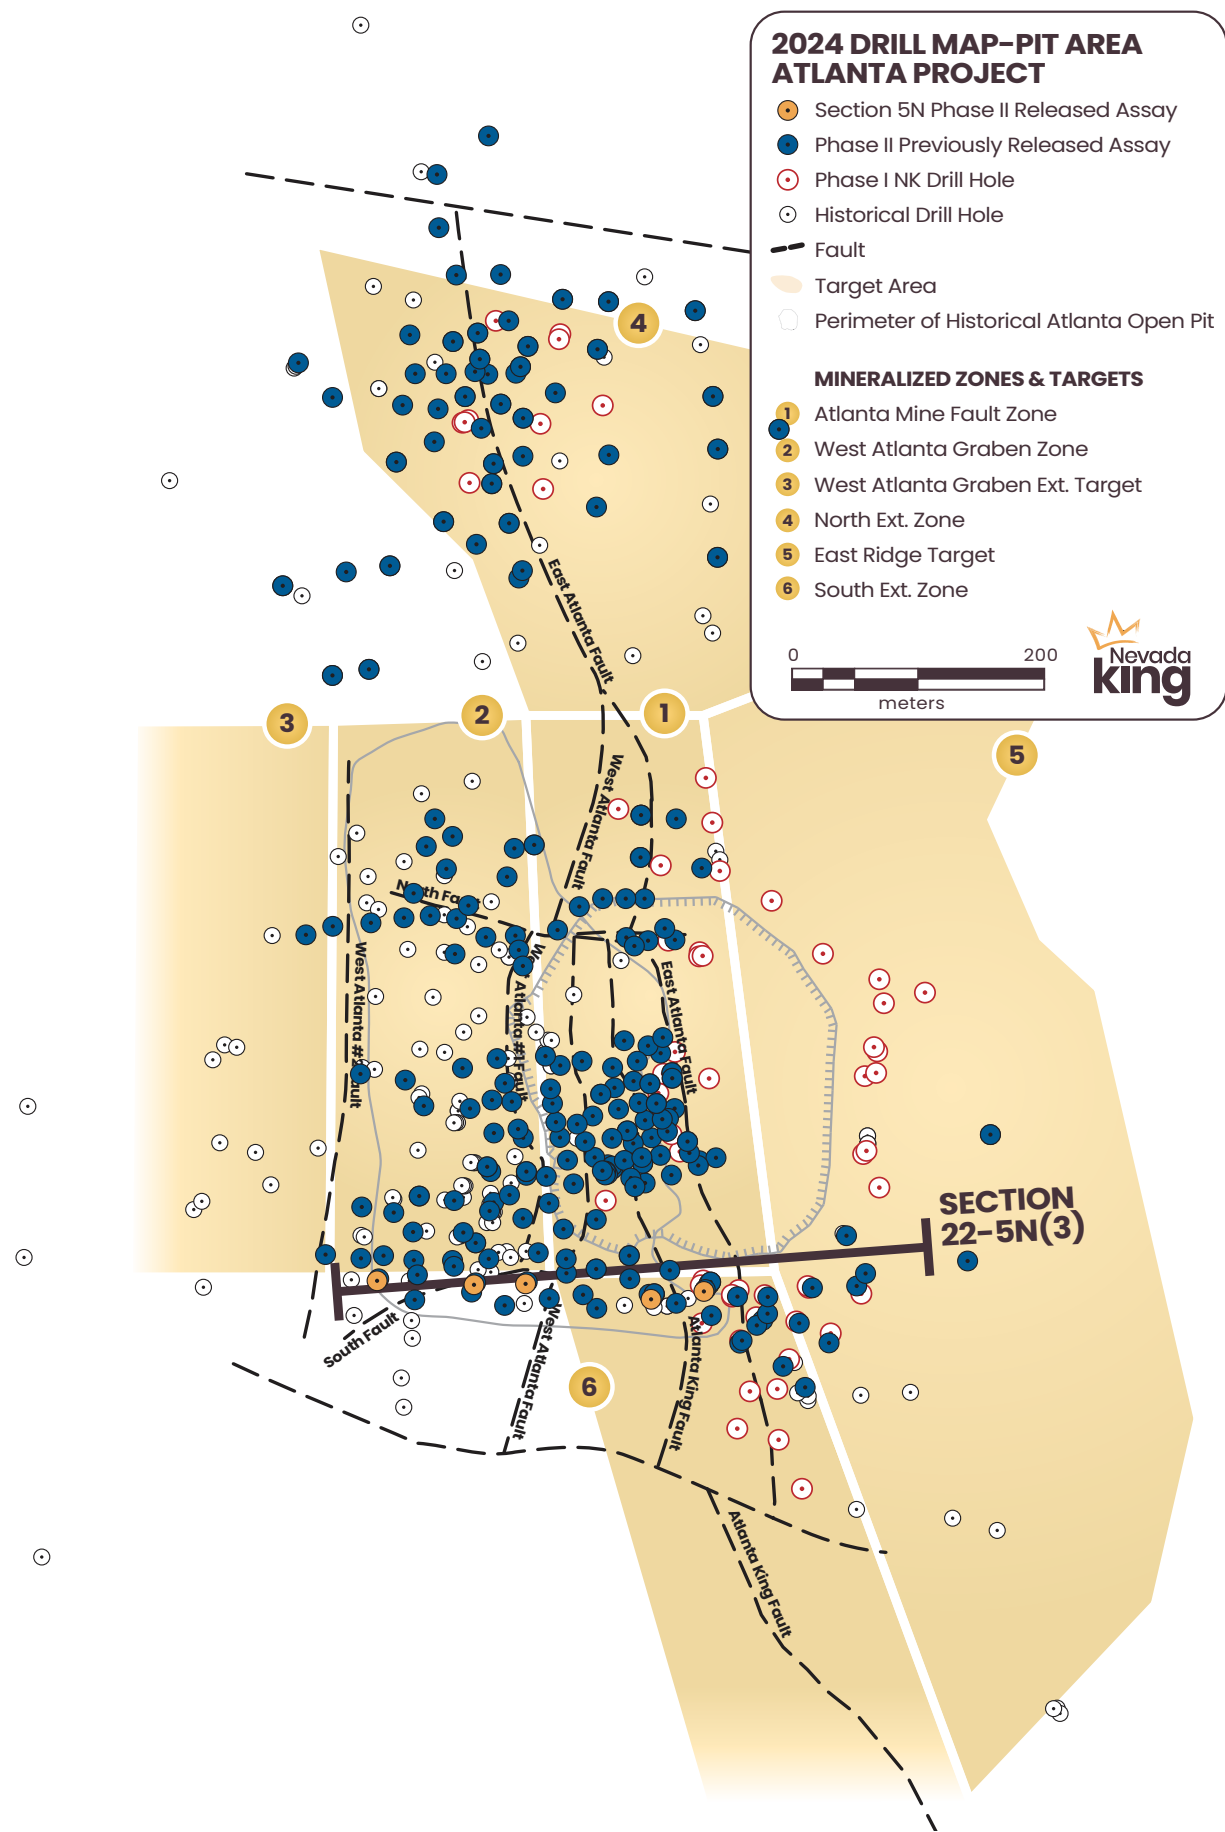 2024 DRILL MAP-PIT AREA
ATLANTA PROJECT
Section 5N Phase II Released Assay
Phase II Previously Released Assay
Phase I NK Drill Hole
Historical Drill Hole
Fault
Target Area
Perimeter of Historical Atlanta Open Pit
MINERALIZED ZONES & TARGETS
1 Atlanta Mine Fault Zone
2 West Atlanta Graben Zone
3 West Atlanta Graben Ext. Target
4 North Ext. Zone
5 East Ridge Target
6 South Ext. Zone
0 200
meters
Nevada
king
4
East Atlanta Fault
3
2
1
5
West Atlanta Fault
North Fau
West Atlanta #2 Fault
West Atlanta #1 Fault
East Atlanta Fault
SECTION
22-5N(3)
South Fault
West Atlanta Fault
Atlanta King Fault
6
Atlanta King Fault